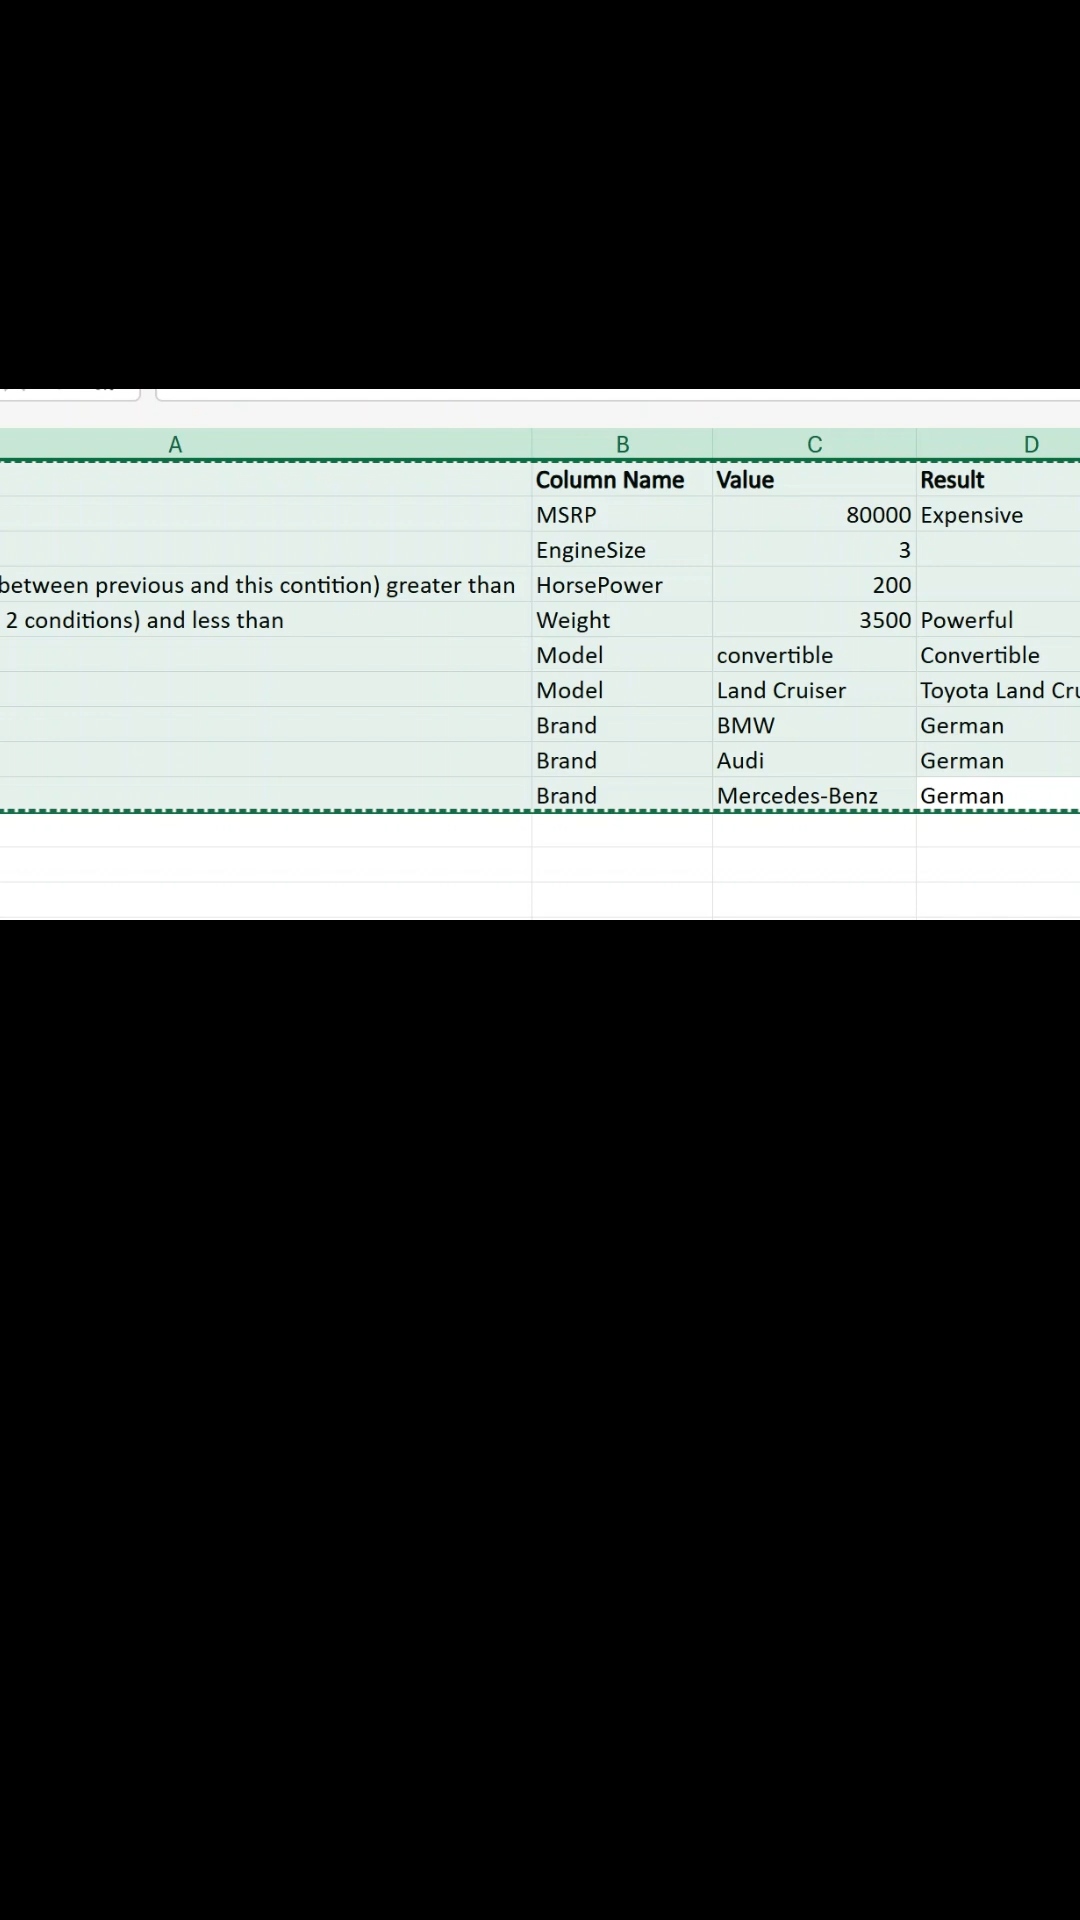 A B C D
Column Name Value Result
MSRP 80000 Expensive
EngineSize 3
between previous and this contition) greater than HorsePower 200
2 conditions) and less than Weight 3500 Powerful
Model convertible Convertible
Model Land Cruiser Toyota Land Cru
Brand BMW German
Brand Audi German
Brand Mercedes-Benz German